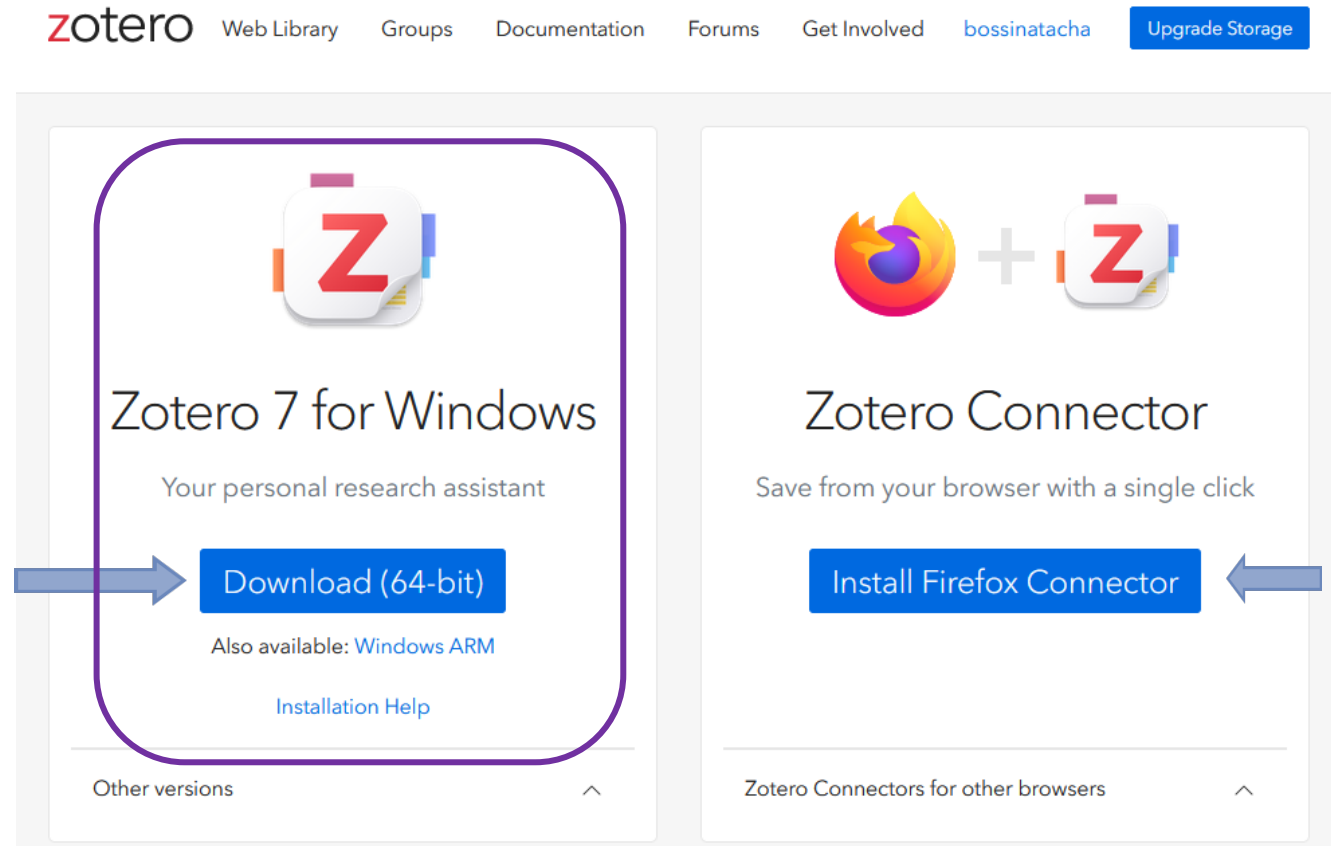 zotero Web Library Groups Documentation Forums Get Involved bossinatacha Upgrade Storage
Z
Z
Zotero 7 for Windows
Your personal research assistant
Download (64-bit)
Also available: Windows ARM
Installation Help
Other versions
Zotero Connector
Save from your browser with a single click
Install Firefox Connector
Zotero Connectors for other browsers